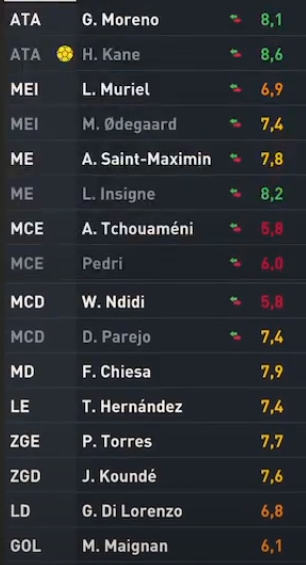 ATA G. Moreno 8,1
ATA H. Kane 8,6
MEI L. Muriel 6,9
MEI M. Ødegaard 7,4
ME A. Saint-Maximin 7,8
ME L. Insigne 8,2
MCE A. Tchouaméni 5,8
MCE Pedri 6,0
MCD W. Ndidi 5,8
MCD D. Parejo 7,4
MD F. Chiesa 7,9
LE T. Hernández 7,4
ZGE P. Torres 7,7
ZGD J. Koundé 7,6
LD G. Di Lorenzo 6,8
GOL M. Maignan 6,1